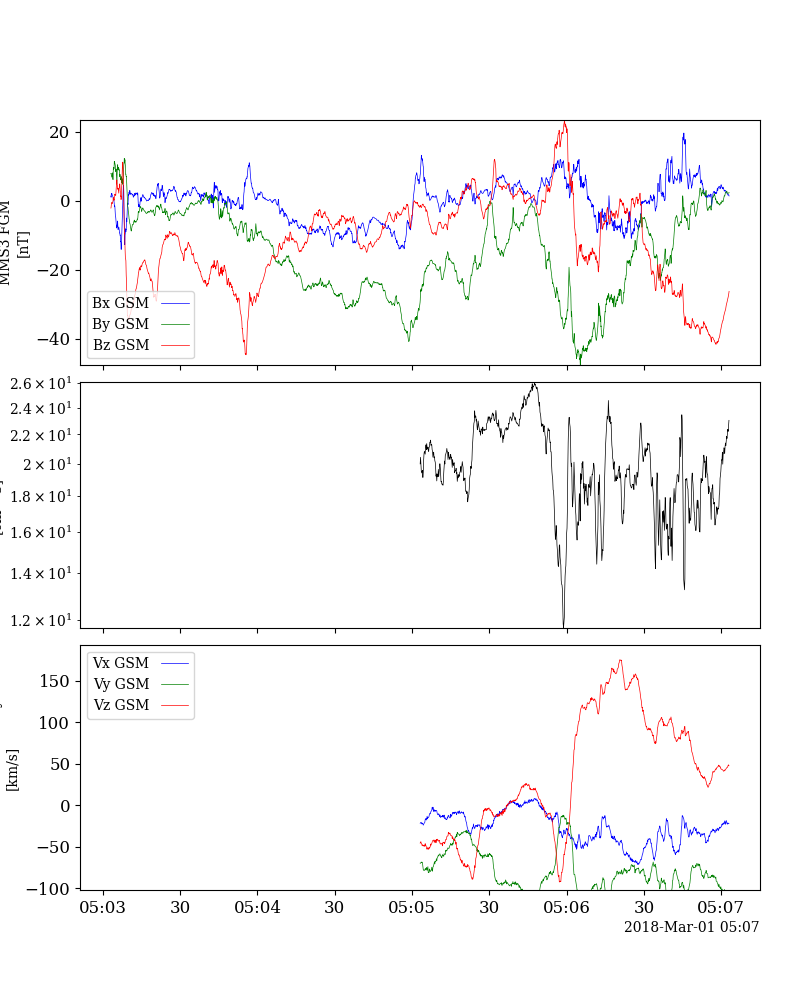 20
0
−20
−40
MMS3 FGM
[nT]
Bx GSM
By GSM
Bz GSM
2.6 × 10¹
2.4 × 10¹
2.2 × 10¹
2 × 10¹
1.8 × 10¹
1.6 × 10¹
1.4 × 10¹
1.2 × 10¹
Vx GSM
Vy GSM
Vz GSM
150
100
50
0
−50
−100
[km/s]
05:03 30 05:04 30 05:05 30 05:06 30 05:07
2018-Mar-01 05:07